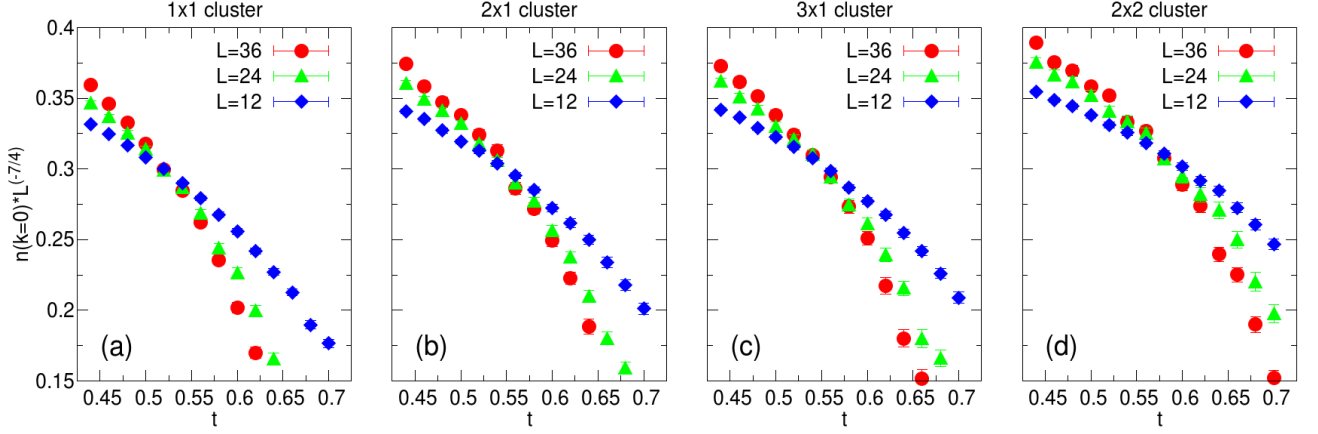 1x1 cluster
2x1 cluster
3x1 cluster
2x2 cluster
0.4
0.35
0.3
0.25
0.2
0.15
n(k=0)*L^(-7/4)
L=36
L=24
L=12
(a)
0.45 0.5 0.55 0.6 0.65 0.7
t
L=36
L=24
L=12
(b)
0.45 0.5 0.55 0.6 0.65 0.7
t
L=36
L=24
L=12
(c)
0.45 0.5 0.55 0.6 0.65 0.7
t
L=36
L=24
L=12
(d)
0.45 0.5 0.55 0.6 0.65 0.7
t